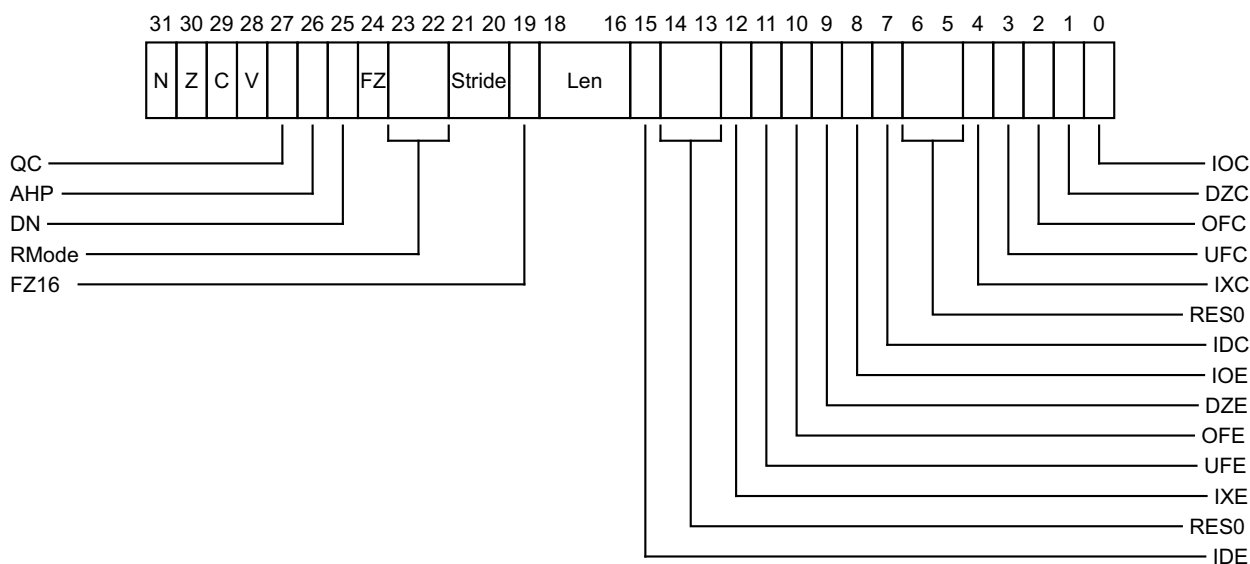 31 30 29 28 27 26 25 24 23 22 21 20 19 18 16 15 14 13 12 11 10 9 8 7 6 5 4 3 2 1 0
N Z C V FZ Stride Len
QC IOC
AHP DZC
DN OFC
RMode UFC
FZ16 IXC
RES0
IDC
IOE
DZE
OFE
UFE
IXE
RES0
IDE